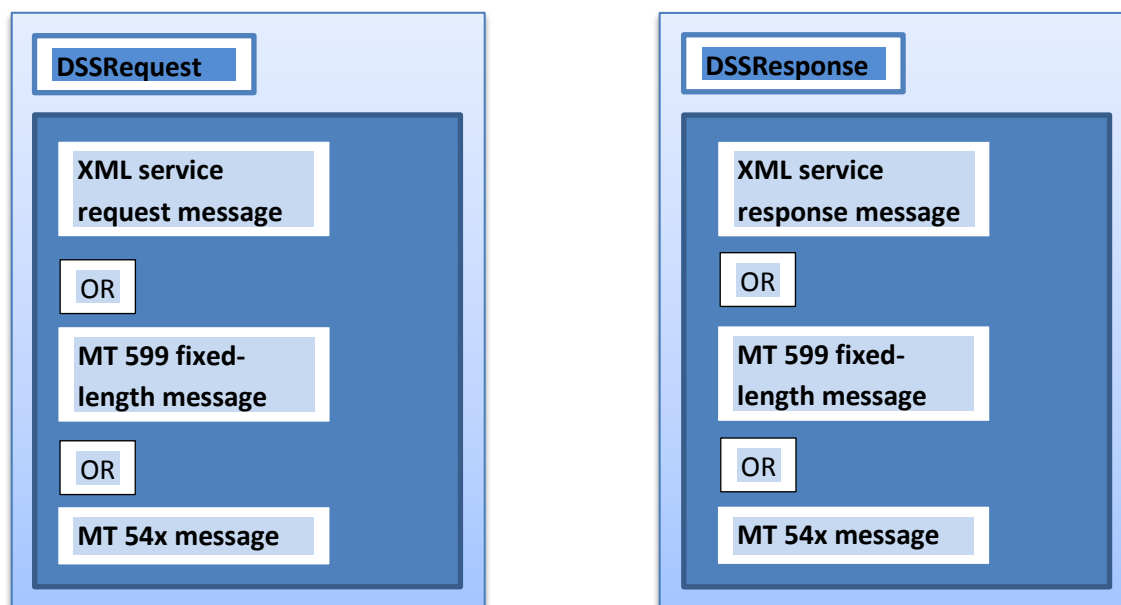 DSSRequest
XML service
request message
OR
MT 599 fixed-
length message
OR
MT 54x message
DSSResponse
XML service
response message
OR
MT 599 fixed-
length message
OR
MT 54x message